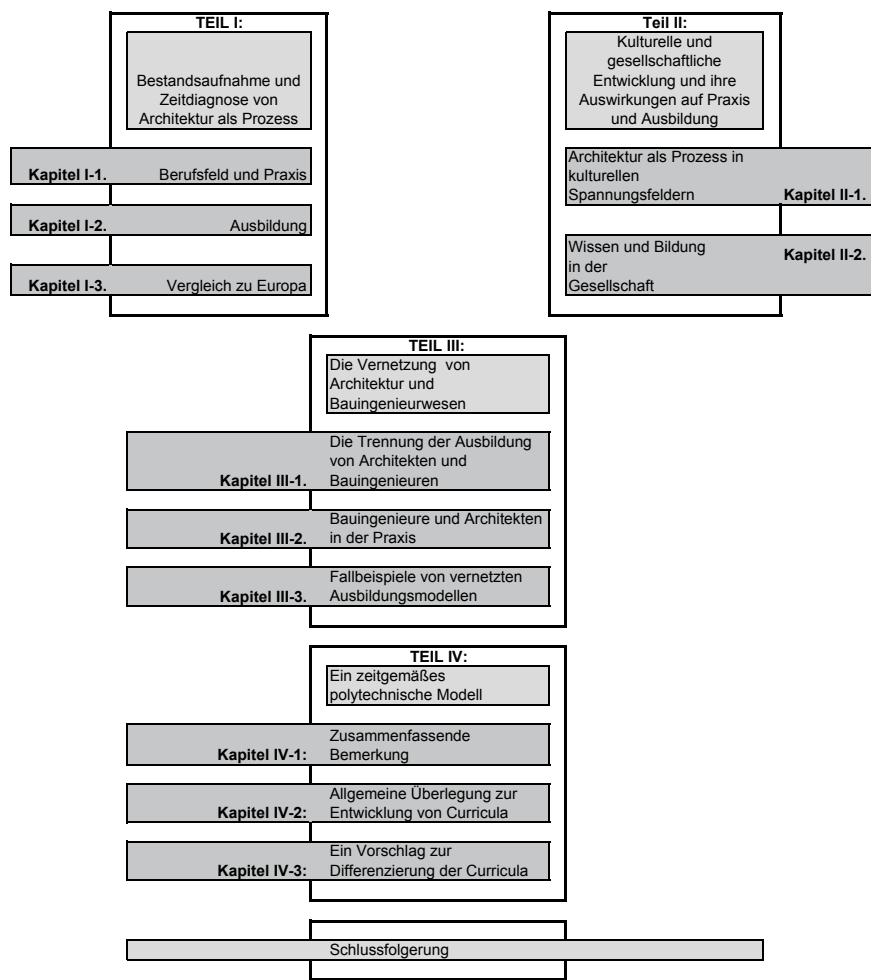 TEIL I:
Bestandsaufnahme und
Zeitdiagnose von
Architektur als Prozess
Kapitel I-1. Berufsfeld und Praxis
Kapitel I-2. Ausbildung
Kapitel I-3. Vergleich zu Europa
Teil II:
Kulturelle und
gesellschaftliche
Entwicklung und ihre
Auswirkungen auf Praxis
und Ausbildung
Architektur als Prozess in
kulturellen
Spannungsfeldern Kapitel II-1.
Wissen und Bildung
in der Kapitel II-2.
Gesellschaft
TEIL III:
Die Vernetzung von
Architektur und
Bauingenieurwesen
Die Trennung der Ausbildung
von Architekten und
Kapitel III-1. Bauingenieuren
Bauingenieure und Architekten
Kapitel III-2. in der Praxis
Fallbeispiele von vernetzten
Kapitel III-3. Ausbildungsmodellen
TEIL IV:
Ein zeitgemäßes
polytechnische Modell
Zusammenfassende
Kapitel IV-1: Bemerkung
Allgemeine Überlegung zur
Kapitel IV-2: Entwicklung von Curricula
Ein Vorschlag zur
Kapitel IV-3: Differenzierung der Curricula
Schlussfolgerung